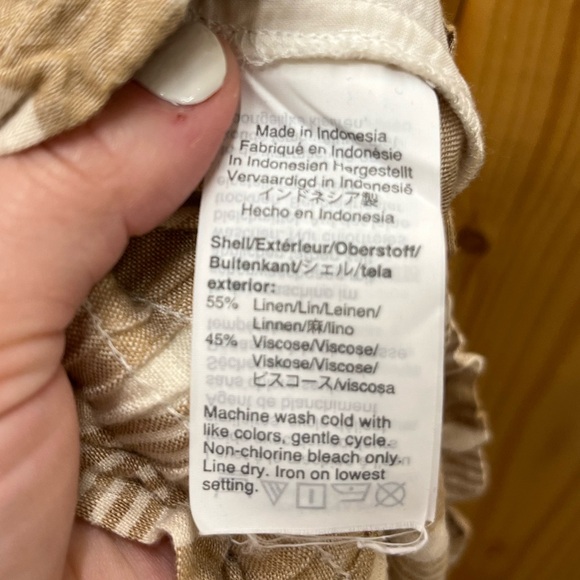 Made in Indonesia
Fabriqué en Indonésie
In Indonesien Hergestellt
Vervaardigd in Indonesië
インドネシア製
Hecho en Indonesia
Shell/Extérieur/Oberstoff/
Buitenkant/シェル/tela
exterior:
55% Linen/Lin/Leinen/
Linnen/麻/lino
45% Viscose/Viscose/
Viskose/Viscose/
ビスコース/viscosa
Machine wash cold with
like colors, gentle cycle.
Non-chlorine bleach only.
Line dry. Iron on lowest
setting.